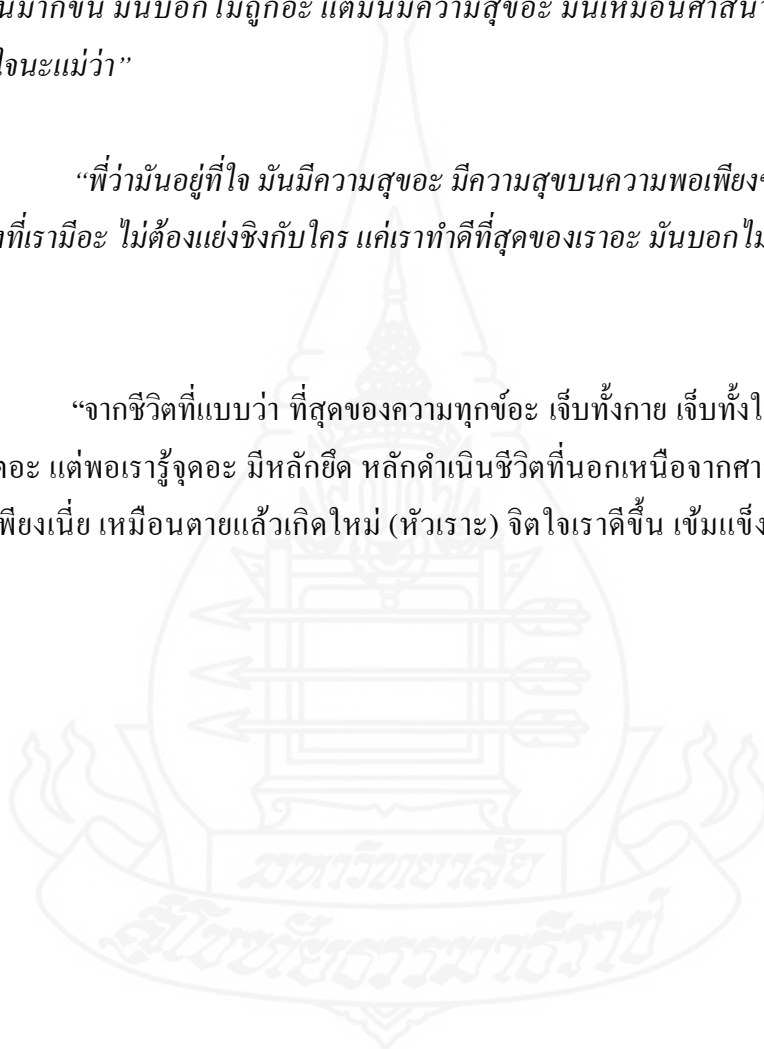 นมากขึ้น มันบอกไม่ถูกอะ แต่มันมีความสุขอะ มันเหมือนศาสนา
ใจนะแม่ว่า”
“พี่ว่ามันอยู่ที่ใจ มันมีความสุขอะ มีความสุขบนความพอเพียง
งที่เรามีอะ ไม่ต้องแย่งชิงกับใคร แค่เราทำดีที่สุดของเราอะ มันบอกไม
“จากชีวิตที่แบบว่า ที่สุดของความทุกข์อะ เจ็บทั้งกาย เจ็บทั้งใ
ดอะ แต่พอเรารู้จุดอะ มีหลักยึด หลักดำเนินชีวิตที่นอกเหนือจากศา
พียงเนี่ย เหมือนตายแล้วเกิดใหม่ (หัวเราะ) จิตใจเราดีขึ้น เข้มแข็ง
มหาวิทยาลัย
สุโขทัยธรรมาธิราช